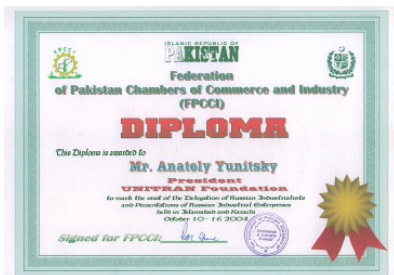 FPCCI
ISLAMIC REPUBLIC OF
PAKISTAN
Federation
of Pakistan Chambers of Commerce and Industry
(FPCCI)
DIPLOMA
This Diploma is awarded to
Mr. Anatoly Yunitsky
President
UNITRAN Foundation
to mark the meet of the Delegation of Russian Industrialists
and Presentations of Russian Industrial Enterprises
held in Islamabad and Karachi
October 10 - 16 2004
Signed for FPCCI: